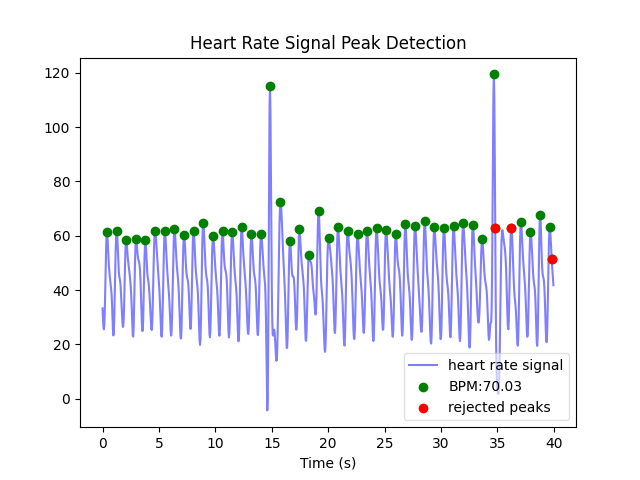 Heart Rate Signal Peak Detection
120
100
80
60
40
20
0
heart rate signal
BPM:70.03
rejected peaks
0 5 10 15 20 25 30 35 40
Time (s)